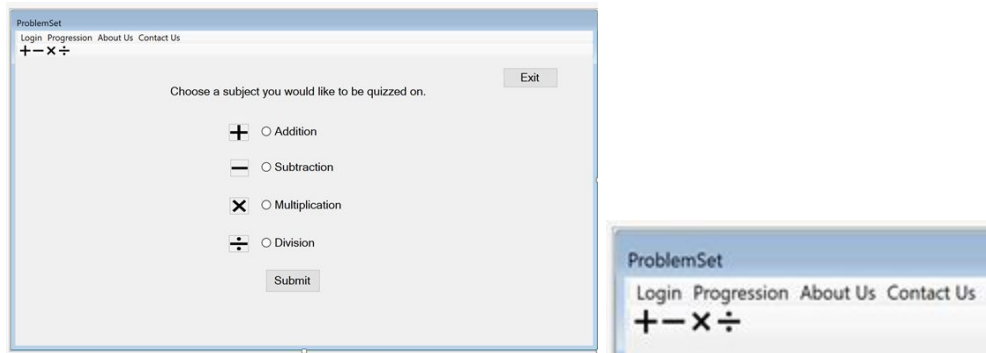 ProblemSet
Login Progression About Us Contact Us
+−×÷
Exit
Choose a subject you would like to be quizzed on.
+ Addition
− Subtraction
× Multiplication
÷ Division
Submit
ProblemSet
Login Progression About Us Contact Us
+−×÷